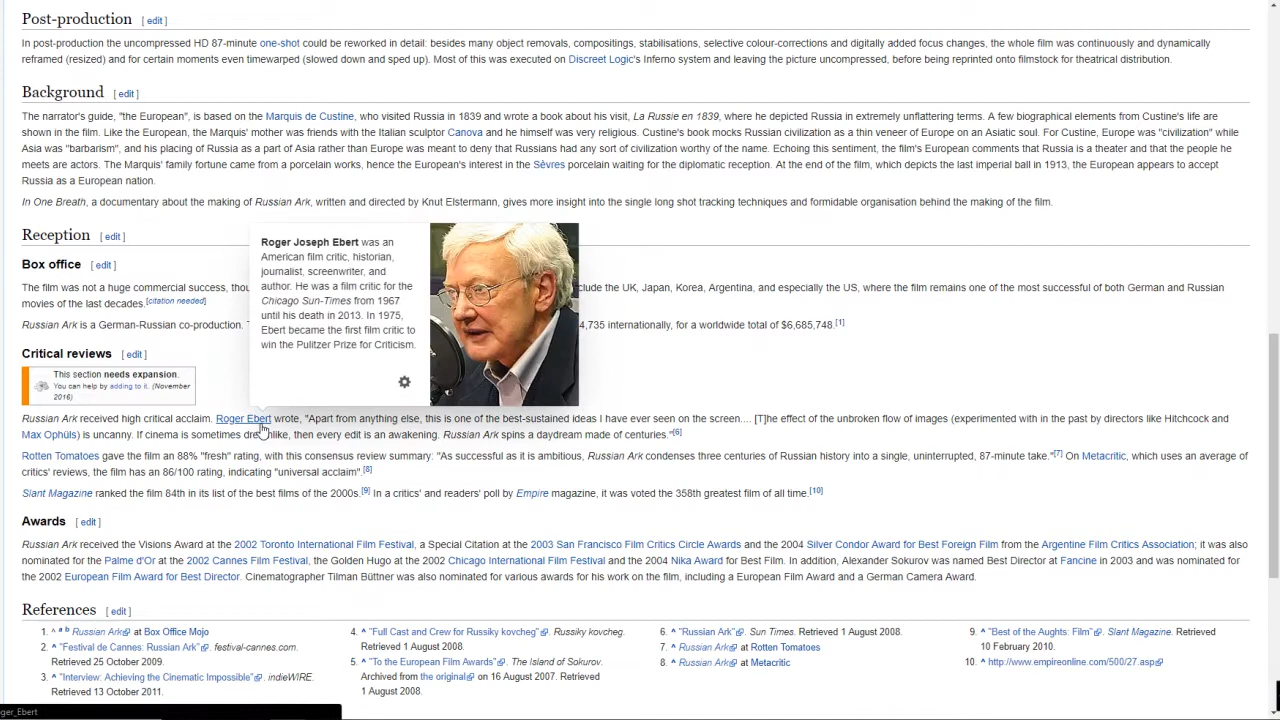 Post-production [ edit ]
In post-production the uncompressed HD 87-minute one-shot could be reworked in detail: besides many object removals, compositings, stabilisations, selective colour-corrections and digitally added focus changes, the whole film was continuously and dynamically
reframed (resized) and for certain moments even timewarped (slowed down and sped up). Most of this was executed on Discreet Logic's Inferno system and leaving the picture uncompressed, before being reprinted onto filmstock for theatrical distribution.
Background [ edit ]
The narrator's guide, "the European", is based on the Marquis de Custine, who visited Russia in 1839 and wrote a book about his visit, La Russie en 1839, where he depicted Russia in extremely unflattering terms. A few biographical elements from Custine's life are
shown in the film. Like the European, the Marquis' mother was friends with the Italian sculptor Canova and he himself was very religious. Custine's book mocks Russian civilization as a thin veneer of Europe on an Asiatic soul. For Custine, Europe was "civilization" while
Asia was "barbarism", and his placing of Russia as a part of Asia rather than Europe was meant to deny that Russians had any sort of civilization worthy of the name. Echoing this sentiment, the film's European comments that Russia is a theater and that the people he
meets are actors. The Marquis' family fortune came from a porcelain works, hence the European's interest in the Sèvres porcelain waiting for the diplomatic reception. At the end of the film, which depicts the last imperial ball in 1913, the European appears to accept
Russia as a European nation.
In One Breath, a documentary about the making of Russian Ark, written and directed by Knut Elstermann, gives more insight into the single long shot tracking techniques and formidable organisation behind the making of the film.
Reception [ edit ]
Roger Joseph Ebert was an
American film critic, historian,
journalist, screenwriter, and
author. He was a film critic for the
Chicago Sun-Times from 1967
until his death in 2013. In 1975,
Ebert became the first film critic to
win the Pulitzer Prize for Criticism.
Box office [ edit ]
The film was not a huge commercial success, clude the UK, Japan, Korea, Argentina, and especially the US, where the film remains one of the most successful of both German and Russian
movies of the last decades.[citation needed]
Russian Ark is a German-Russian co-production. 4,735 internationally, for a worldwide total of $6,685,748.[1]
Critical reviews [ edit ]
This section needs expansion.
You can help by adding to it. (November
2016)
Russian Ark received high critical acclaim. Roger Ebert wrote, "Apart from anything else, this is one of the best-sustained ideas I have ever seen on the screen.... [T]he effect of the unbroken flow of images (experimented with in the past by directors like Hitchcock and
Max Ophüls) is uncanny. If cinema is sometimes dreamlike, then every edit is an awakening. Russian Ark spins a daydream made of centuries."[6]
Rotten Tomatoes gave the film an 88% "fresh" rating, with this consensus review summary: "As successful as it is ambitious, Russian Ark condenses three centuries of Russian history into a single, uninterrupted, 87-minute take."[7] On Metacritic, which uses an average of
critics' reviews, the film has an 86/100 rating, indicating "universal acclaim".[8]
Slant Magazine ranked the film 84th in its list of the best films of the 2000s.[9] In a critics' and readers' poll by Empire magazine, it was voted the 358th greatest film of all time.[10]
Awards [ edit ]
Russian Ark received the Visions Award at the 2002 Toronto International Film Festival, a Special Citation at the 2003 San Francisco Film Critics Circle Awards and the 2004 Silver Condor Award for Best Foreign Film from the Argentine Film Critics Association; it was also
nominated for the Palme d'Or at the 2002 Cannes Film Festival, the Golden Hugo at the 2002 Chicago International Film Festival and the 2004 Nika Award for Best Film. In addition, Alexander Sokurov was named Best Director at Fancine in 2003 and was nominated for
the 2002 European Film Award for Best Director. Cinematographer Tilman Büttner was also nominated for various awards for his work on the film, including a European Film Award and a German Camera Award.
References [ edit ]
1. ^ a b Russian Ark at Box Office Mojo
2. ^ "Festival de Cannes: Russian Ark". festival-cannes.com.
Retrieved 25 October 2009.
3. ^ "Interview: Achieving the Cinematic Impossible". indieWIRE.
Retrieved 13 October 2011.
4. ^ "Full Cast and Crew for Russiky kovcheg". Russiky kovcheg.
Retrieved 1 August 2008.
5. ^ "To the European Film Awards". The Island of Sokurov.
Archived from the original on 16 August 2007. Retrieved
1 August 2008.
6. ^ "Russian Ark". Sun Times. Retrieved 1 August 2008.
7. ^ Russian Ark at Rotten Tomatoes
8. ^ Russian Ark at Metacritic
9. ^ "Best of the Aughts: Film". Slant Magazine. Retrieved
10 February 2010.
10. ^ http://www.empireonline.com/500/27.asp
ger_Ebert